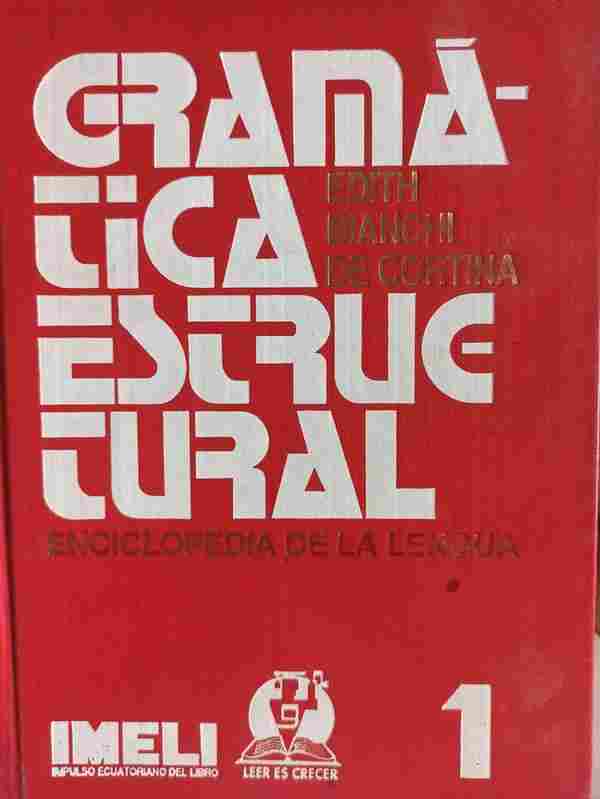 GRAMÁ-
TICA
EDITH
BIANCHI
DE CORTINA
ESTRUC
TURAL
ENCICLOPEDIA DE LA LENGUA
IMELI
IMPULSO ECUATORIANO DEL LIBRO
LEER ES CRECER
1